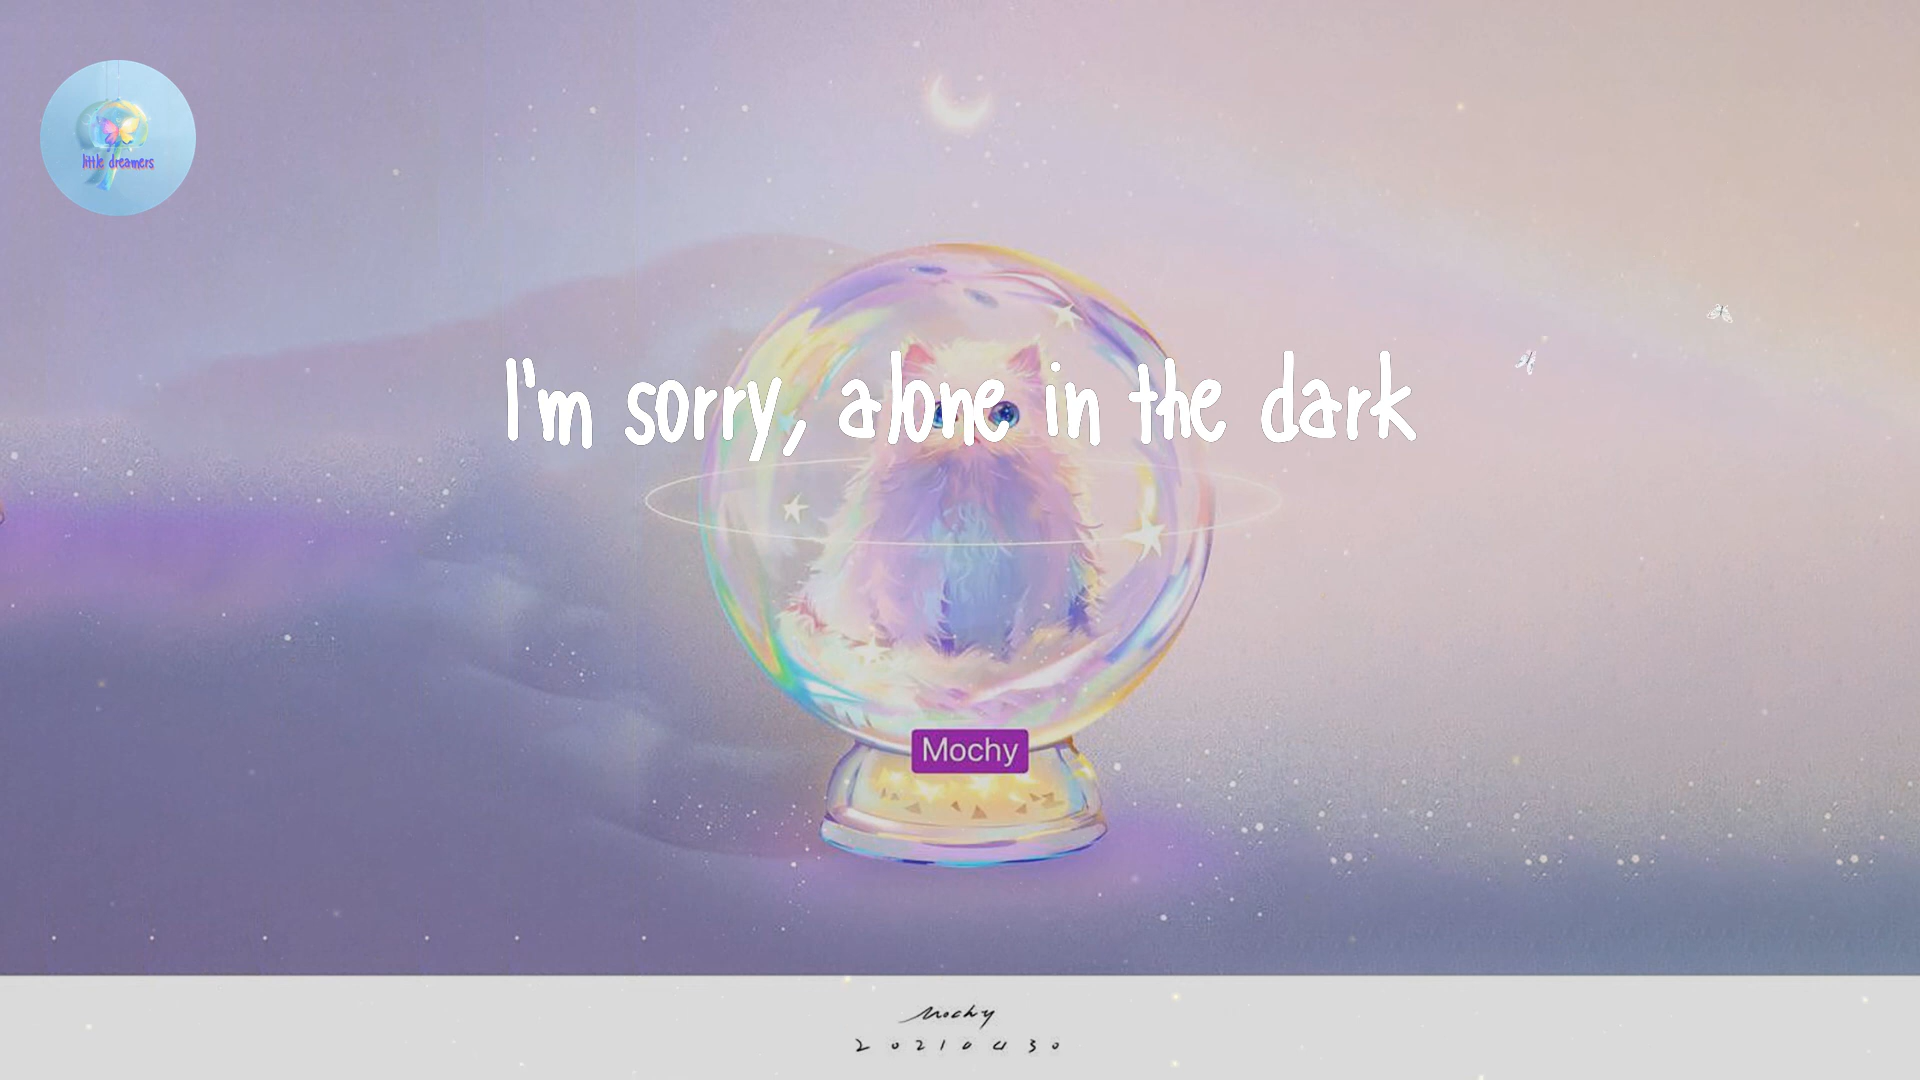 little dreamers
I'm sorry, alone in the dark
Mochy
Mochy
20210430